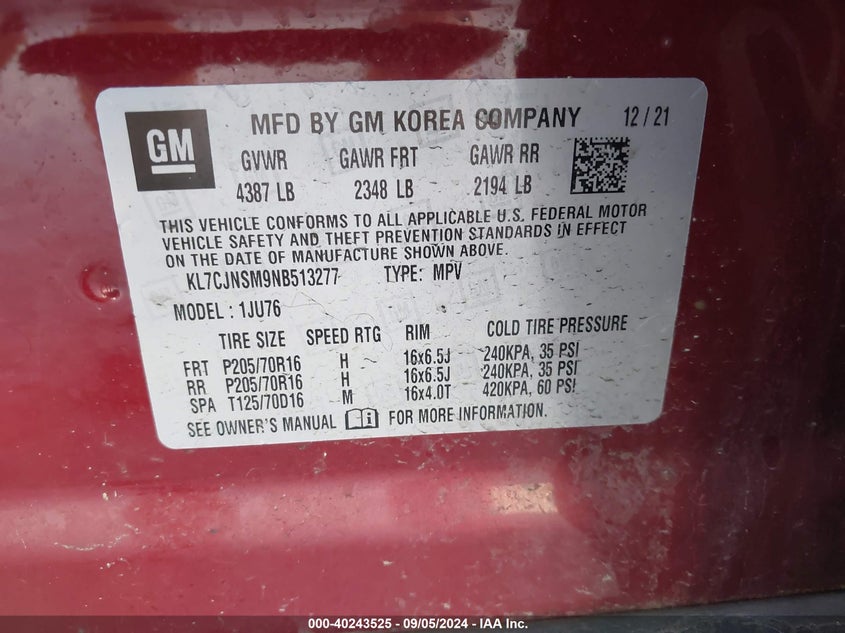 GM
MFD BY GM KOREA COMPANY 12/21
GVWR GAWR FRT GAWR RR
4387 LB 2348 LB 2194 LB
THIS VEHICLE CONFORMS TO ALL APPLICABLE U.S. FEDERAL MOTOR
VEHICLE SAFETY AND THEFT PREVENTION STANDARDS IN EFFECT
ON THE DATE OF MANUFACTURE SHOWN ABOVE.
KL7CJNSM9NB513277 TYPE: MPV
MODEL : 1JU76
TIRE SIZE SPEED RTG RIM COLD TIRE PRESSURE
FRT P205/70R16 H 16x6.5J 240KPA, 35 PSI
RR P205/70R16 H 16x6.5J 240KPA, 35 PSI
SPA T125/70D16 M 16x4.0T 420KPA, 60 PSI
SEE OWNER'S MANUAL FOR MORE INFORMATION.
000-40243525 - 09/05/2024 - IAA Inc.